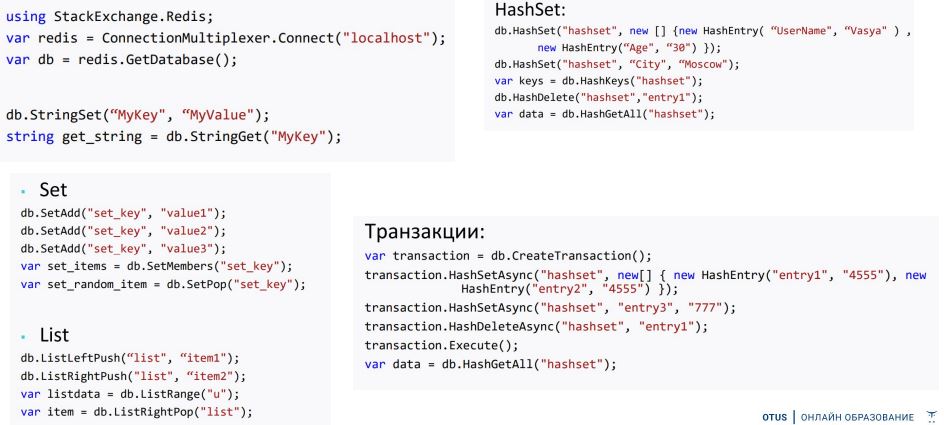 using StackExchange.Redis;
var redis = ConnectionMultiplexer.Connect("localhost");
var db = redis.GetDatabase();
db.StringSet(“MyKey", “MyValue");
string get_string = db.StringGet("MyKey");
HashSet:
db.HashSet("hashset", new [] {new HashEntry( “UserName", “Vasya" ) ,
new HashEntry(“Age", “30") });
db.HashSet("hashset", “City", “Moscow");
var keys = db.HashKeys("hashset");
db.HashDelete("hashset","entry1");
var data = db.HashGetAll("hashset");
▪ Set
db.SetAdd("set_key", "value1");
db.SetAdd("set_key", "value2");
db.SetAdd("set_key", "value3");
var set_items = db.SetMembers("set_key");
var set_random_item = db.SetPop("set_key");
▪ List
db.ListLeftPush(“list", “item1");
db.ListRightPush("list", “item2");
var listdata = db.ListRange("u");
var item = db.ListRightPop("list");
Транзакции:
var transaction = db.CreateTransaction();
transaction.HashSetAsync("hashset", new[] { new HashEntry("entry1", "4555"), new
HashEntry("entry2", "4555") });
transaction.HashSetAsync("hashset", "entry3", "777");
transaction.HashDeleteAsync("hashset", "entry1");
transaction.Execute();
var data = db.HashGetAll("hashset");
OTUS | ОНЛАЙН ОБРАЗОВАНИЕ